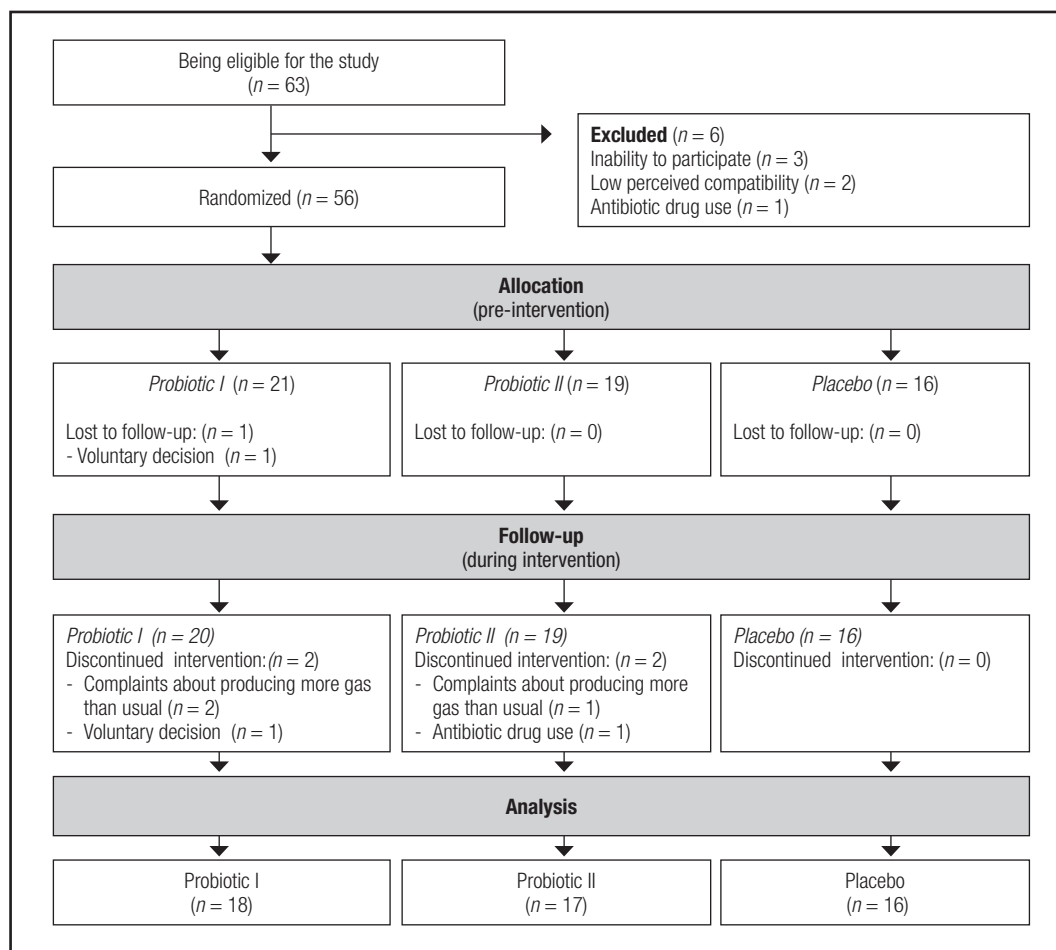 Being eligible for the study
(n = 63)
Excluded (n = 6)
Inability to participate (n = 3)
Low perceived compatibility (n = 2)
Antibiotic drug use (n = 1)
Randomized (n = 56)
Allocation
(pre-intervention)
Probiotic I (n = 21)
Lost to follow-up: (n = 1)
- Voluntary decision (n = 1)
Probiotic II (n = 19)
Lost to follow-up: (n = 0)
Placebo (n = 16)
Lost to follow-up: (n = 0)
Follow-up
(during intervention)
Probiotic I (n = 20)
Discontinued intervention: (n = 2)
- Complaints about producing more gas
than usual (n = 2)
- Voluntary decision (n = 1)
Probiotic II (n = 19)
Discontinued intervention: (n = 2)
- Complaints about producing more
gas than usual (n = 1)
- Antibiotic drug use (n = 1)
Placebo (n = 16)
Discontinued intervention: (n = 0)
Analysis
Probiotic I
(n = 18)
Probiotic II
(n = 17)
Placebo
(n = 16)